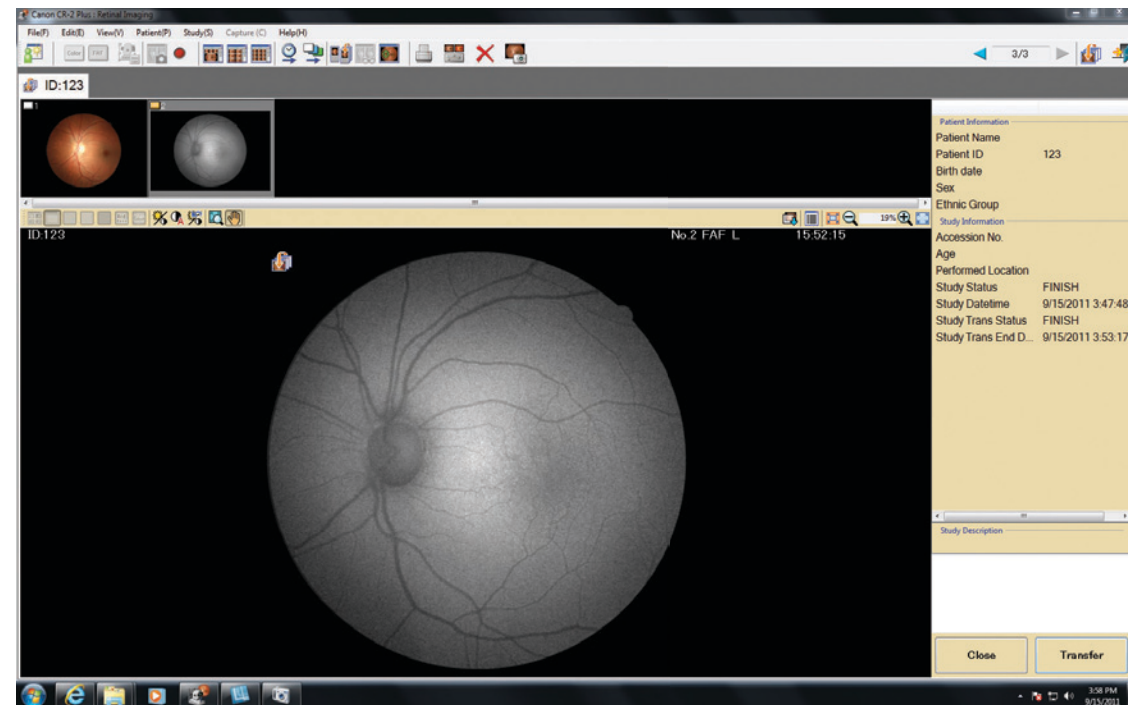 Canon CR-2 Plus : Retinal Imaging
File(F) Edit(E) View(V) Patient(P) Study(S) Capture (C) Help(H)
Color FAF
3/3
ID:123
1
2
19%
ID:123 No.2 FAF L 15:52:15
Patient Information
Patient Name
Patient ID 123
Birth date
Sex
Ethnic Group
Study Information
Accession No.
Age
Performed Location
Study Status FINISH
Study Datetime 9/15/2011 3:47:48
Study Trans Status FINISH
Study Trans End D... 9/15/2011 3:53:17
Study Description
Close Transfer
3:58 PM
9/15/2011